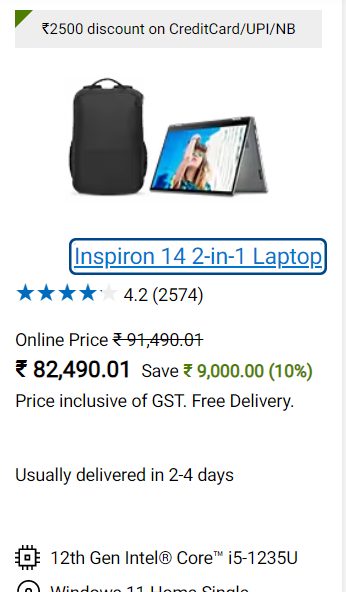 ₹2500 discount on CreditCard/UPI/NB
Inspiron 14 2-in-1 Laptop
4.2 (2574)
Online Price ₹ 91,490.01
₹ 82,490.01 Save ₹ 9,000.00 (10%)
Price inclusive of GST. Free Delivery.
Usually delivered in 2-4 days
12th Gen Intel® Core™ i5-1235U
Windows 11 Home Single